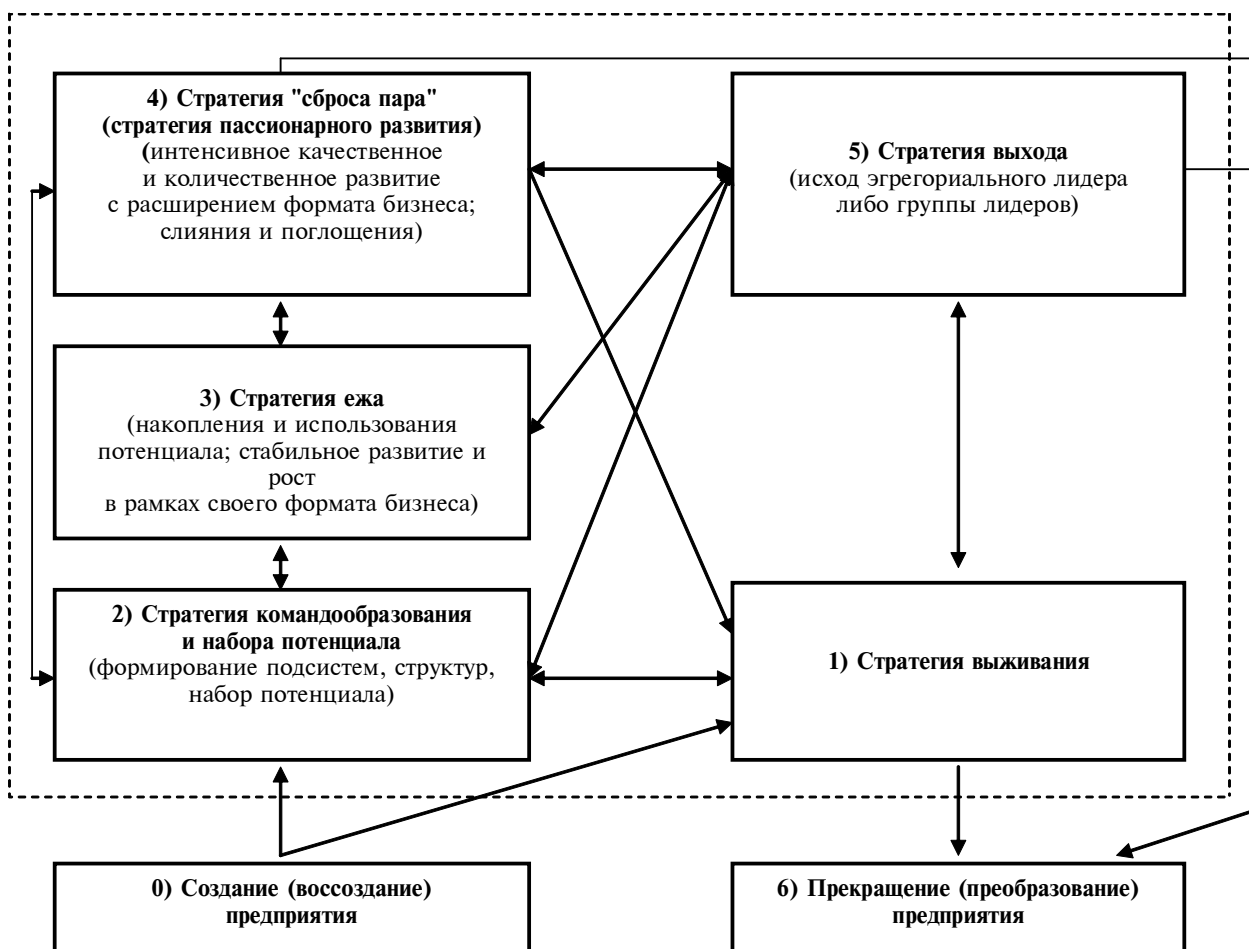 4) Стратегия "сброса пара"
(стратегия пассионарного развития)
(интенсивное качественное
и количественное развитие
с расширением формата бизнеса;
слияния и поглощения)
5) Стратегия выхода
(исход эгрегориального лидера
либо группы лидеров)
3) Стратегия ежа
(накопления и использования
потенциала; стабильное развитие и
рост
в рамках своего формата бизнеса)
2) Стратегия командообразования
и набора потенциала
(формирование подсистем, структур,
набор потенциала)
1) Стратегия выживания
0) Создание (воссоздание)
предприятия
6) Прекращение (преобразование)
предприятия